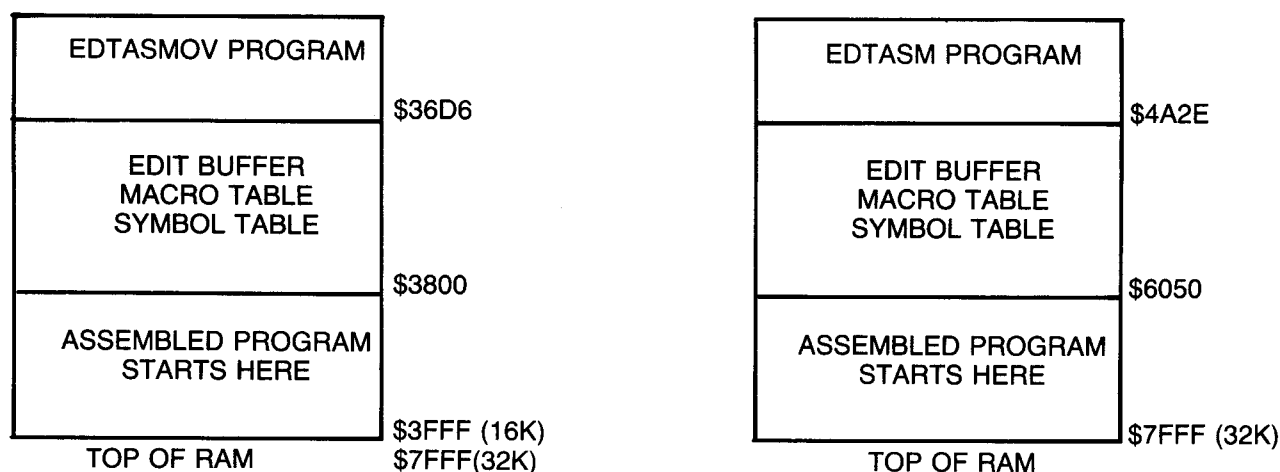 EDTASMOV PROGRAM
$36D6
EDIT BUFFER
MACRO TABLE
SYMBOL TABLE
$3800
ASSEMBLED PROGRAM
STARTS HERE
$3FFF (16K)
TOP OF RAM
$7FFF(32K)
EDTASM PROGRAM
$4A2E
EDIT BUFFER
MACRO TABLE
SYMBOL TABLE
$6050
ASSEMBLED PROGRAM
STARTS HERE
$7FFF (32K)
TOP OF RAM